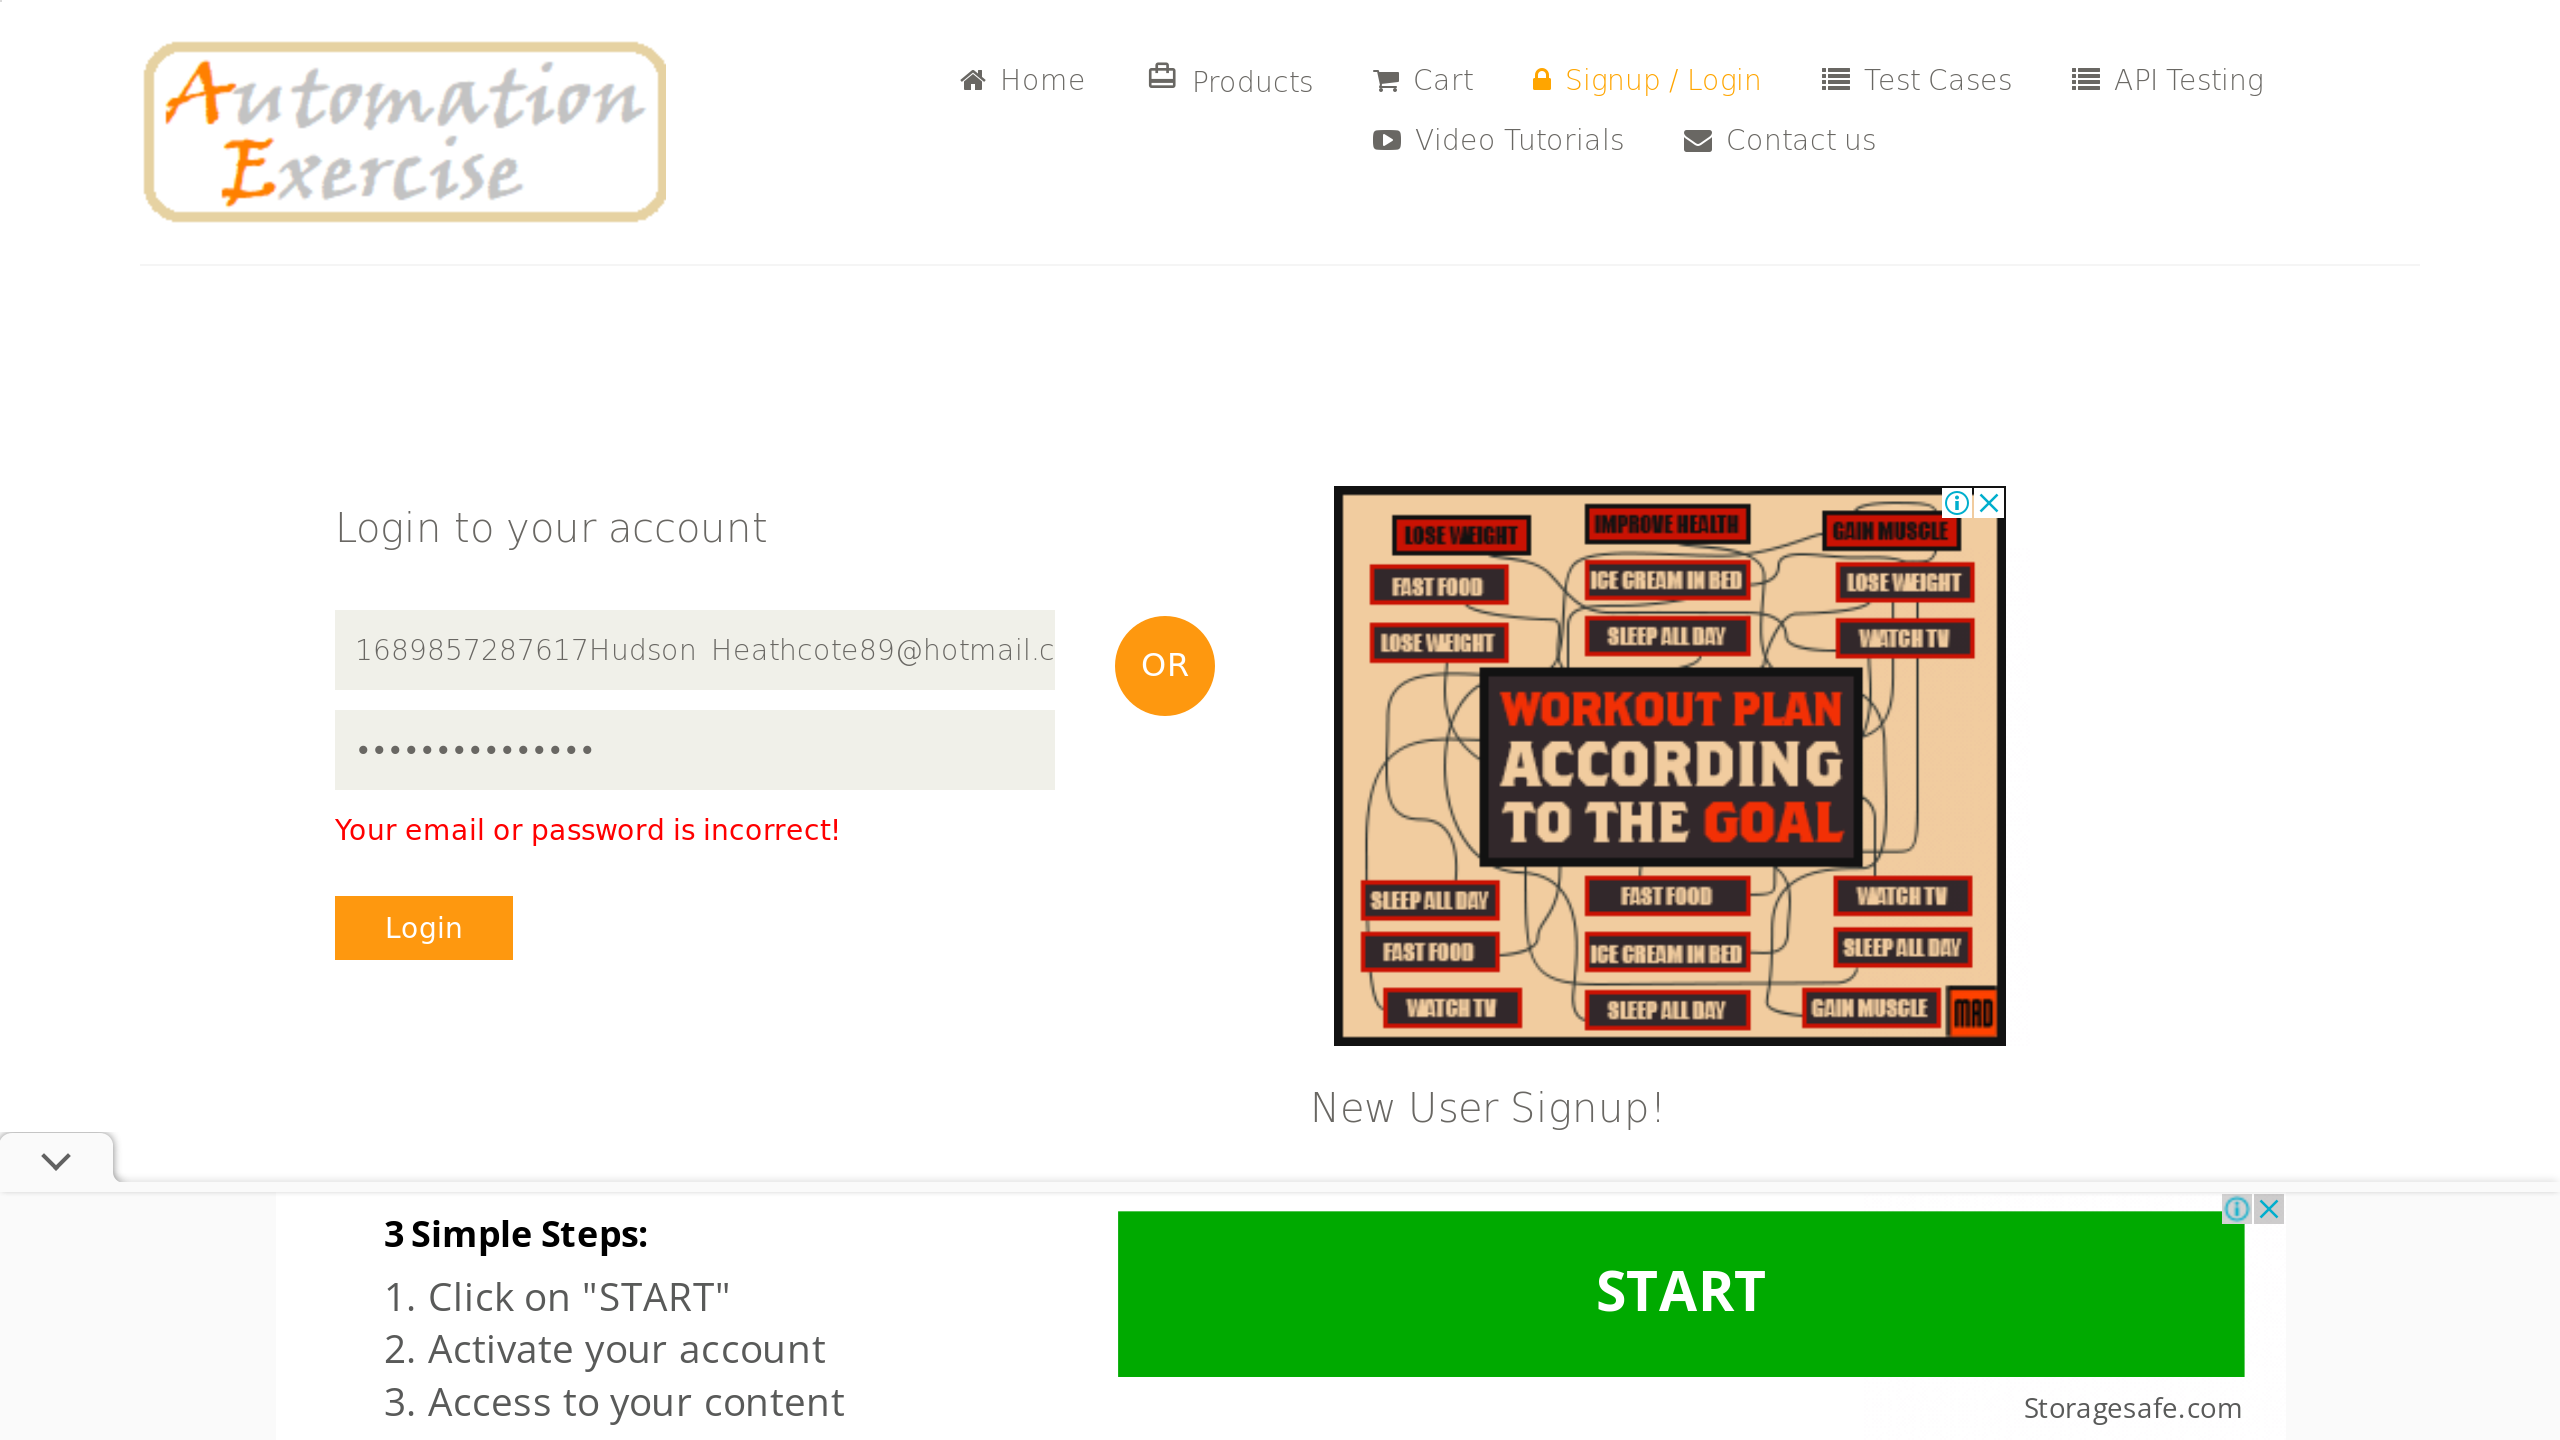 Automation
Exercise
Home
Products
Cart
Signup / Login
Test Cases
API Testing
Video Tutorials
Contact us
Login to your account
1689857287617Hudson_Heathcote89@hotmail.c
•••••••••••••••
Your email or password is incorrect!
Login
OR
LOSE WEIGHT
IMPROVE HEALTH
GAIN MUSCLE
FAST FOOD
ICE CREAM IN BED
LOSE WEIGHT
LOSE WEIGHT
SLEEP ALL DAY
WATCH TV
WORKOUT PLAN
ACCORDING
TO THE GOAL
SLEEP ALL DAY
FAST FOOD
WATCH TV
FAST FOOD
ICE CREAM IN BED
SLEEP ALL DAY
WATCH TV
SLEEP ALL DAY
GAIN MUSCLE
MAD
New User Signup!
3 Simple Steps:
1. Click on "START"
2. Activate your account
3. Access to your content
START
Storagesafe.com